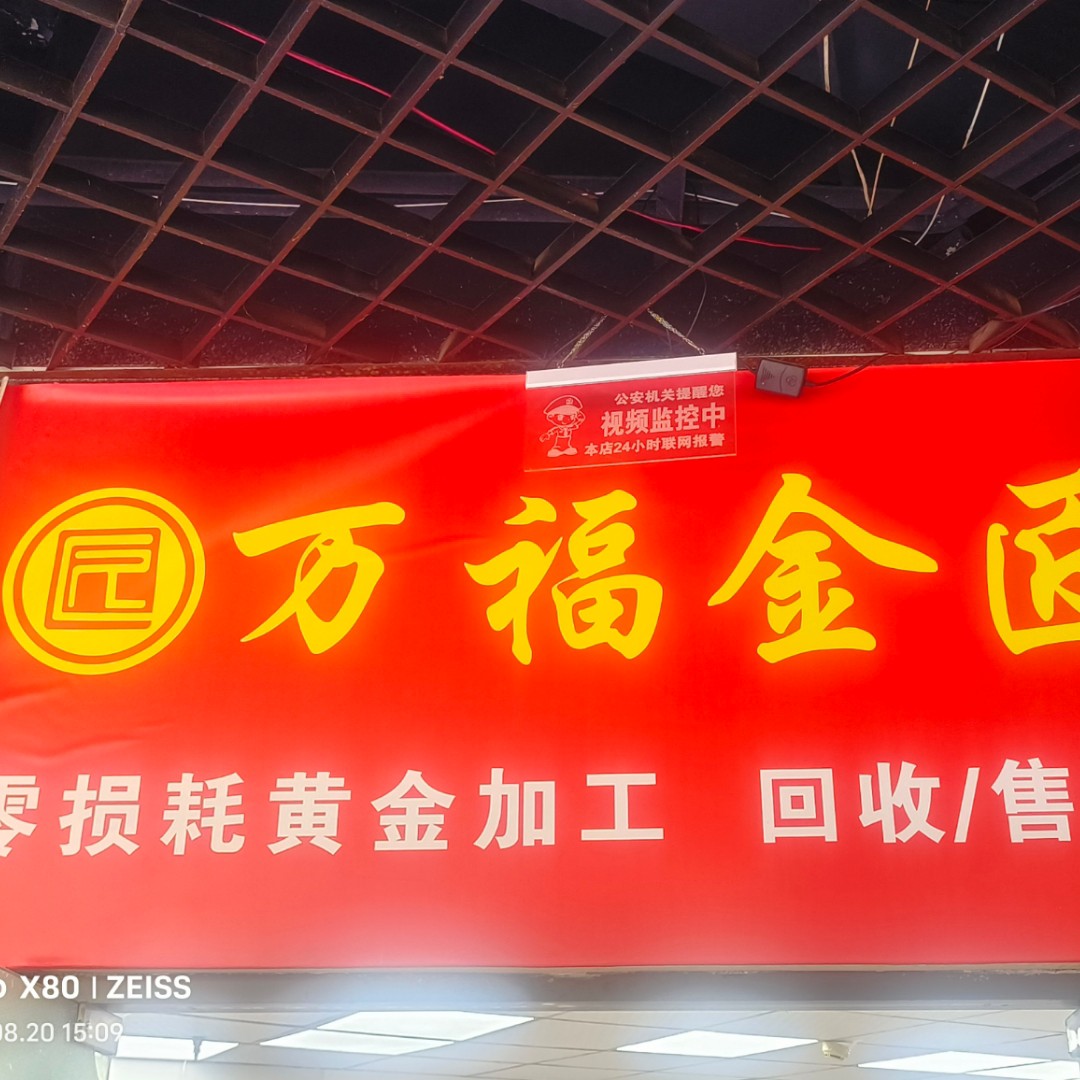 公安机关提醒您
视频监控中
本店24小时联网报警
匠 万福金匠
零损耗黄金加工 回收/售
X80 | ZEISS
08.20 15:09